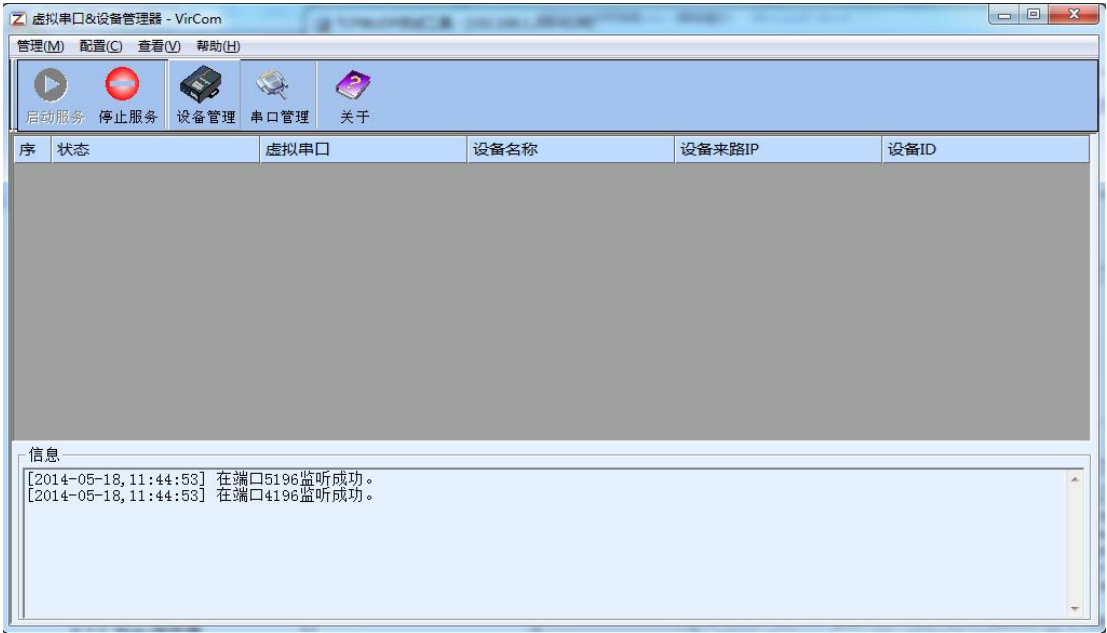 Z 虚拟串口&设备管理器 - VirCom
管理(M) 配置(C) 查看(V) 帮助(H)
启动服务 停止服务 设备管理 串口管理 关于
序 状态 虚拟串口 设备名称 设备来路IP 设备ID
信息
[2014-05-18,11:44:53] 在端口5196监听成功。
[2014-05-18,11:44:53] 在端口4196监听成功。